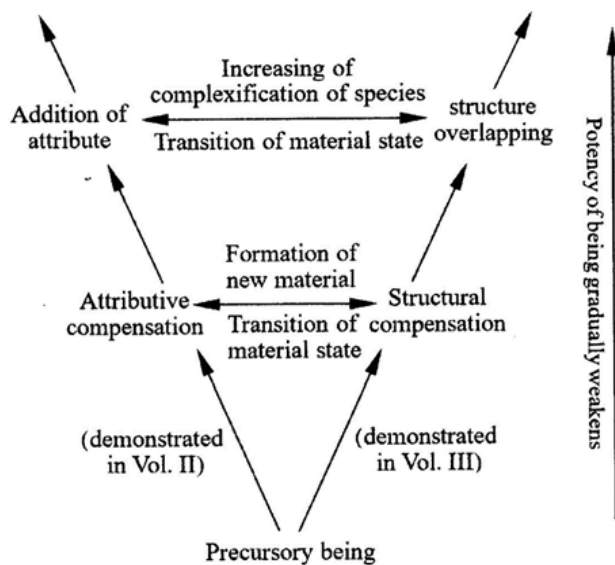 Increasing of
complexification of species
Addition of
attribute
Transition of material state
structure
overlapping
Formation of
new material
Attributive
compensation
Transition of
material state
Structural
compensation
(demonstrated
in Vol. II)
(demonstrated
in Vol. III)
Precursory being
Potency of being gradually weakens